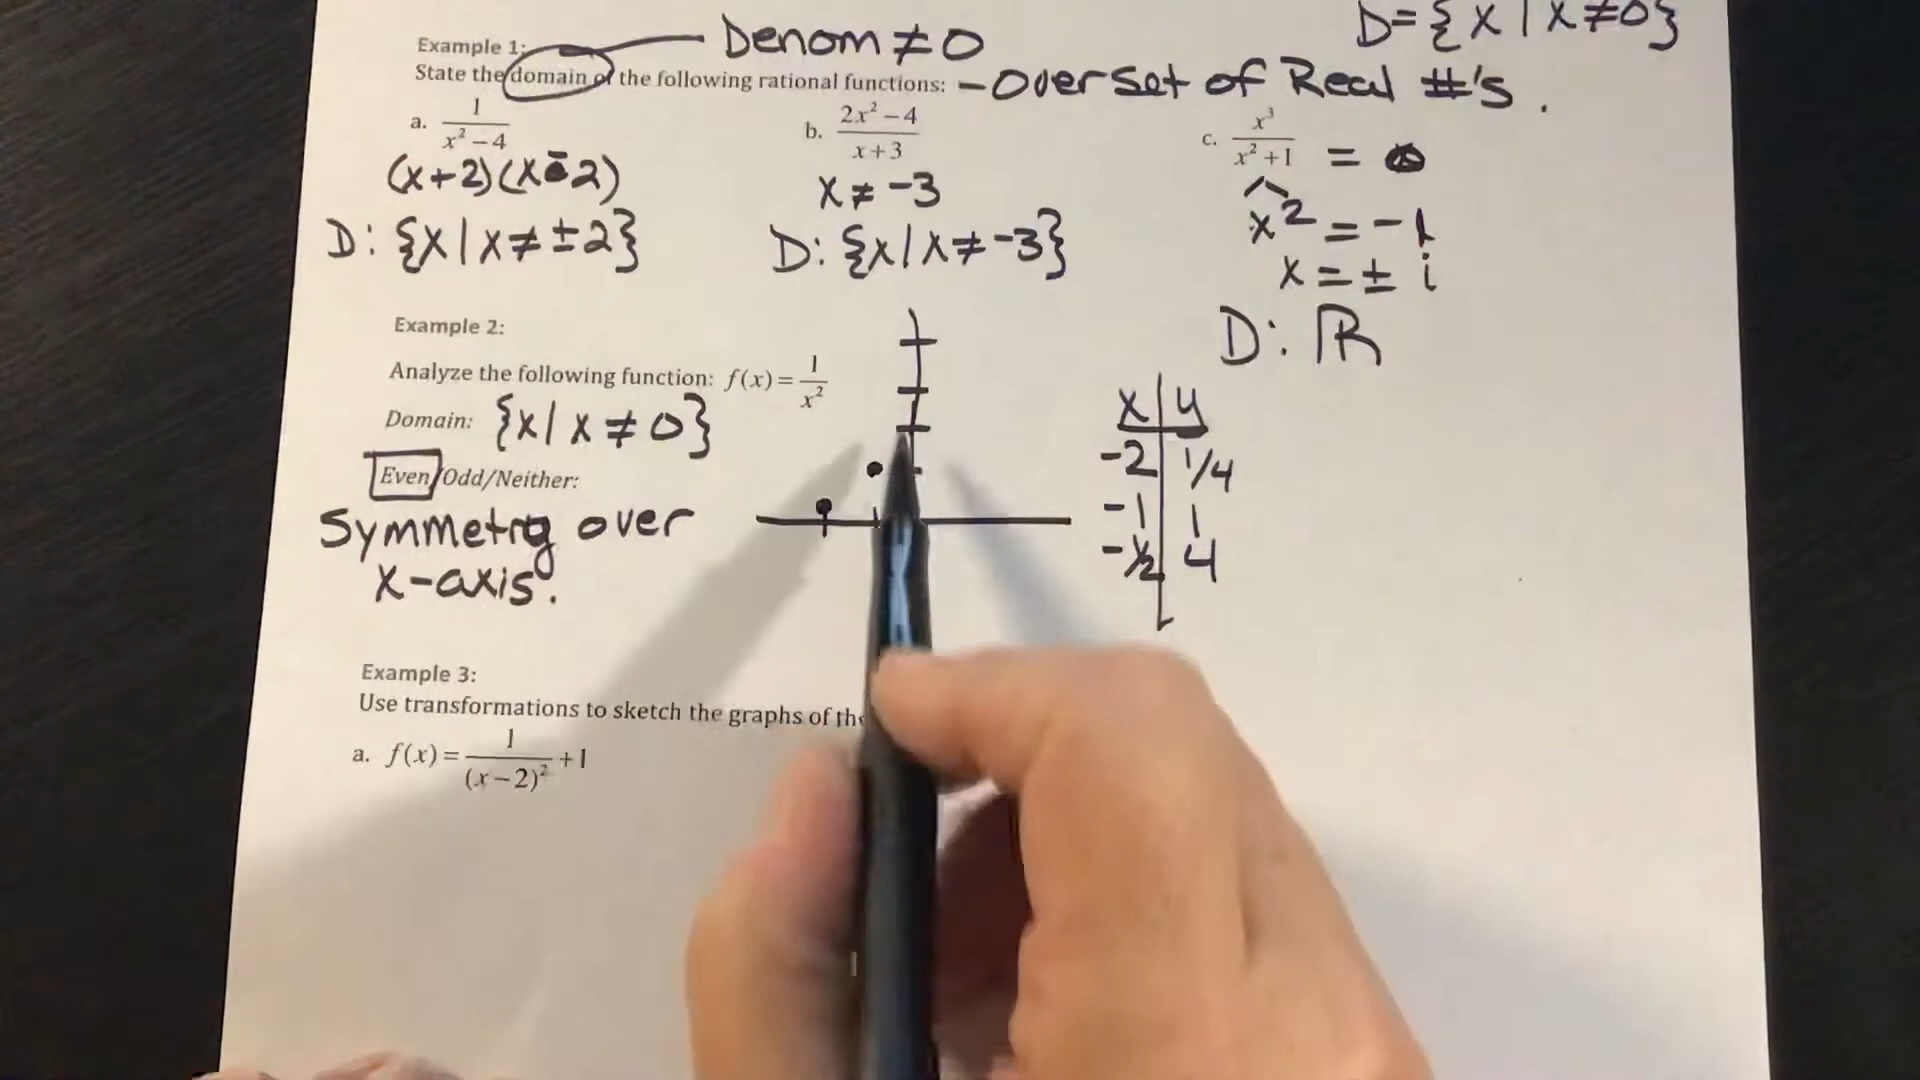 D={x | x≠0}
Example 1: Denom ≠ 0
State the domain of the following rational functions: - Over Set of Real #'s.
a. 1/(x² − 4)
b. (2x² − 4)/(x + 3)
c. x³/(x² + 1) =
(x+2)(x-2)
x ≠ -3
x² = -1
D: {x | x ≠ ±2}
D: {x | x ≠ -3}
x = ± i
D: ℝ
Example 2:
Analyze the following function: f(x) = 1/x²
Domain: {x | x ≠ 0}
Even/Odd/Neither:
Symmetry over
x-axis.
x | y
-2 | 1/4
-1 | 1
-1/2 | 4
Example 3:
Use transformations to sketch the graphs of the
a. f(x) = 1/(x − 2)² + 1